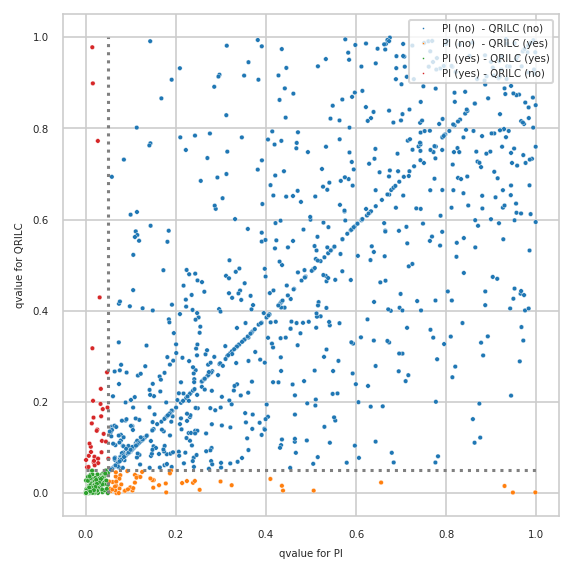 PI (no)  - QRILC (no)
PI (no)  - QRILC (yes)
PI (yes) - QRILC (yes)
PI (yes) - QRILC (no)
qvalue for QRILC
1.0
0.8
0.6
0.4
0.2
0.0
0.0 0.2 0.4 0.6 0.8 1.0
qvalue for PI